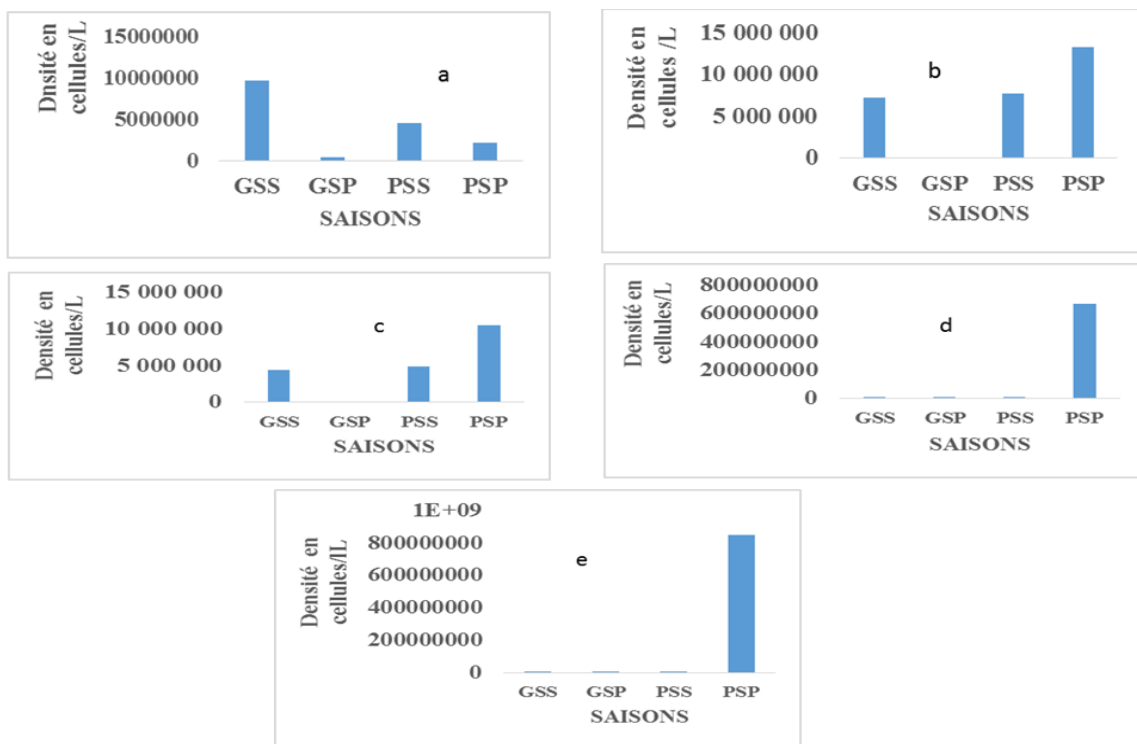 Dnsité en
cellules/L
15000000
10000000
5000000
0
a
GSS GSP PSS PSP
SAISONS
Densité en
cellules /L
15 000 000
10 000 000
5 000 000
0
b
GSS GSP PSS PSP
SAISONS
Densité en
cellules/L
15 000 000
10 000 000
5 000 000
0
c
GSS GSP PSS PSP
SAISONS
Densité en
cellules/L
800000000
600000000
400000000
200000000
0
d
GSS GSP PSS PSP
SAISONS
Densité en
cellules/lL
1E+09
800000000
600000000
400000000
200000000
0
e
GSS GSP PSS PSP
SAISONS